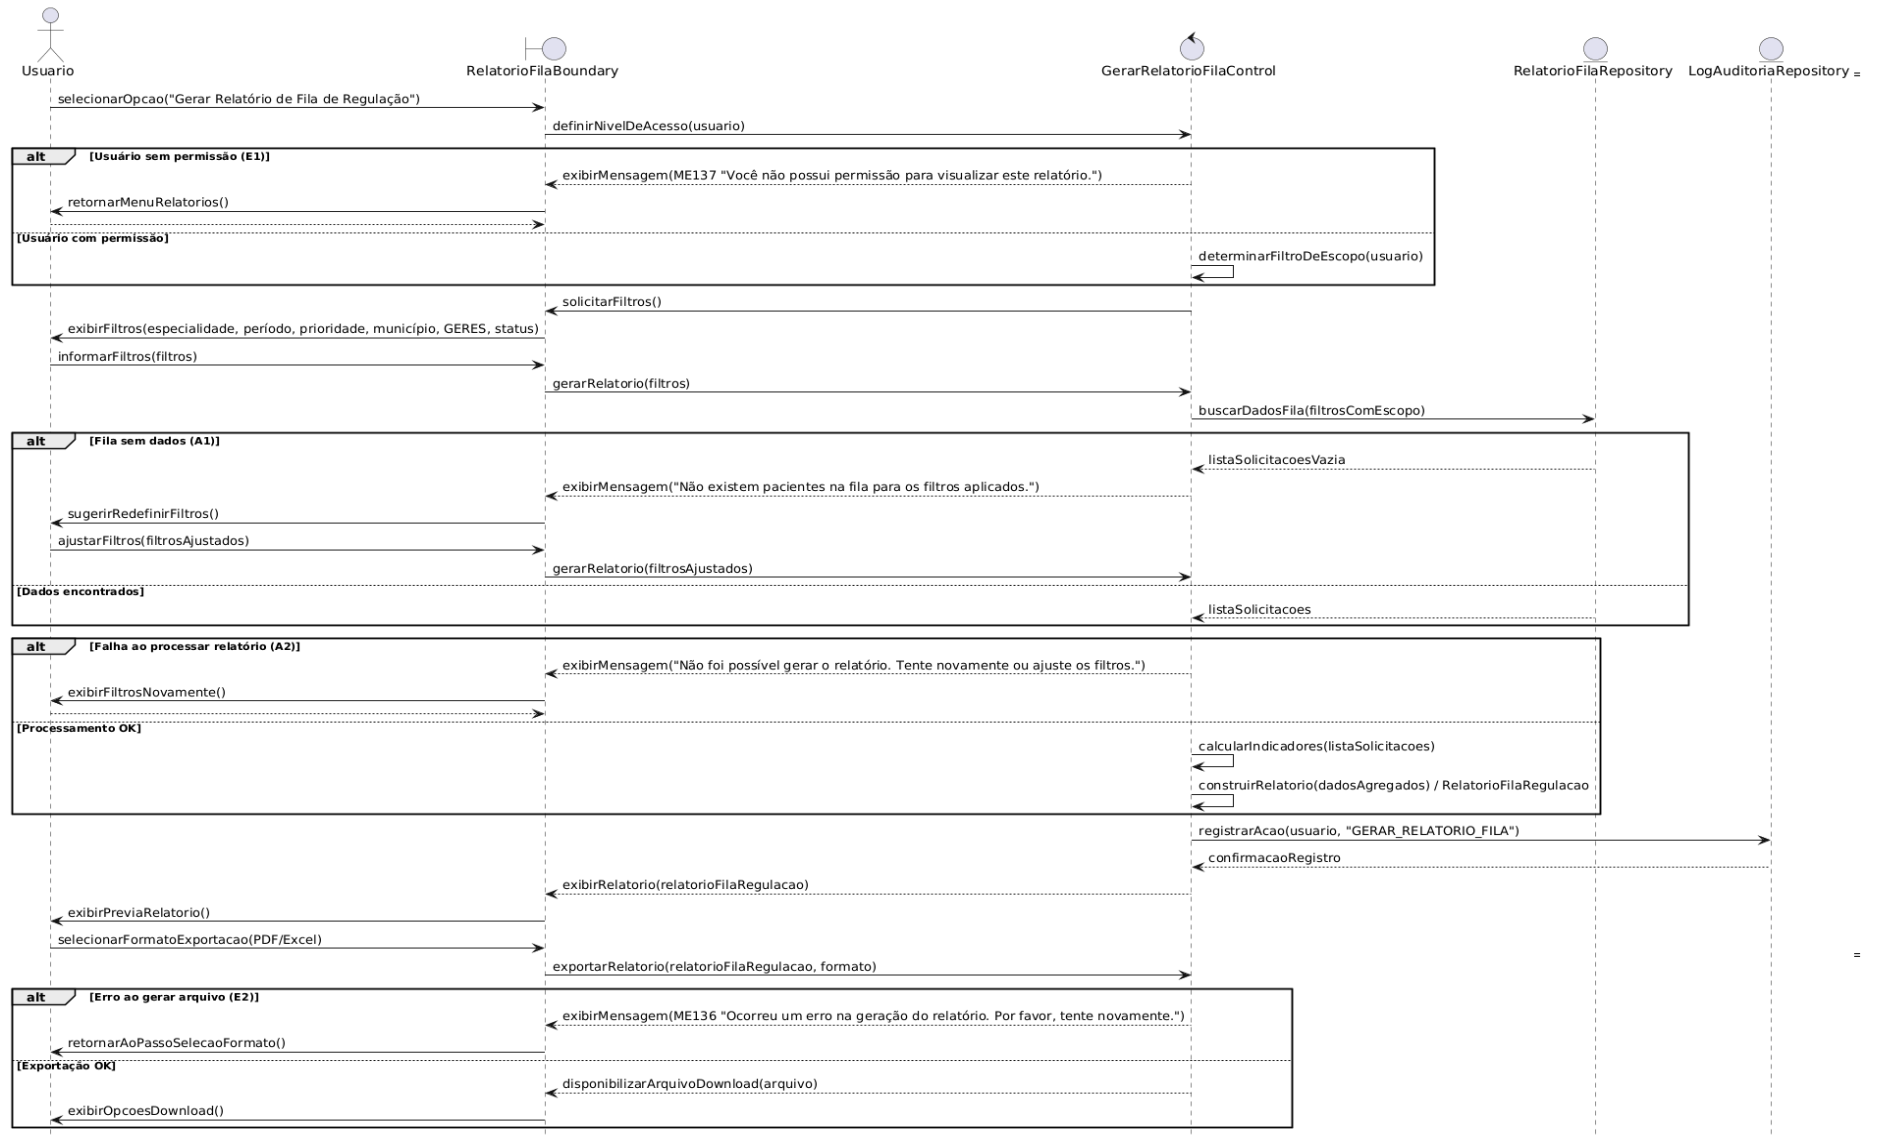 Usuario
RelatorioFilaBoundary
GerarRelatorioFilaControl
RelatorioFilaRepository
LogAuditoriaRepository
=
selecionarOpcao("Gerar Relatório de Fila de Regulação")
definirNivelDeAcesso(usuario)
alt [Usuário sem permissão (E1)]
exibirMensagem(ME137 "Você não possui permissão para visualizar este relatório.")
retornarMenuRelatorios()
[Usuário com permissão]
determinarFiltroDeEscopo(usuario)
solicitarFiltros()
exibirFiltros(especialidade, período, prioridade, município, GERES, status)
informarFiltros(filtros)
gerarRelatorio(filtros)
buscarDadosFila(filtrosComEscopo)
alt [Fila sem dados (A1)]
listaSolicitacoesVazia
exibirMensagem("Não existem pacientes na fila para os filtros aplicados.")
sugerirRedefinirFiltros()
ajustarFiltros(filtrosAjustados)
gerarRelatorio(filtrosAjustados)
[Dados encontrados]
listaSolicitacoes
alt [Falha ao processar relatório (A2)]
exibirMensagem("Não foi possível gerar o relatório. Tente novamente ou ajuste os filtros.")
exibirFiltrosNovamente()
[Processamento OK]
calcularIndicadores(listaSolicitacoes)
construirRelatorio(dadosAgregados) / RelatorioFilaRegulacao
registrarAcao(usuario, "GERAR_RELATORIO_FILA")
confirmacaoRegistro
exibirRelatorio(relatorioFilaRegulacao)
exibirPreviaRelatorio()
selecionarFormatoExportacao(PDF/Excel)
=
exportarRelatorio(relatorioFilaRegulacao, formato)
alt [Erro ao gerar arquivo (E2)]
exibirMensagem(ME136 "Ocorreu um erro na geração do relatório. Por favor, tente novamente.")
retornarAoPassoSelecaoFormato()
[Exportação OK]
disponibilizarArquivoDownload(arquivo)
exibirOpcoesDownload()